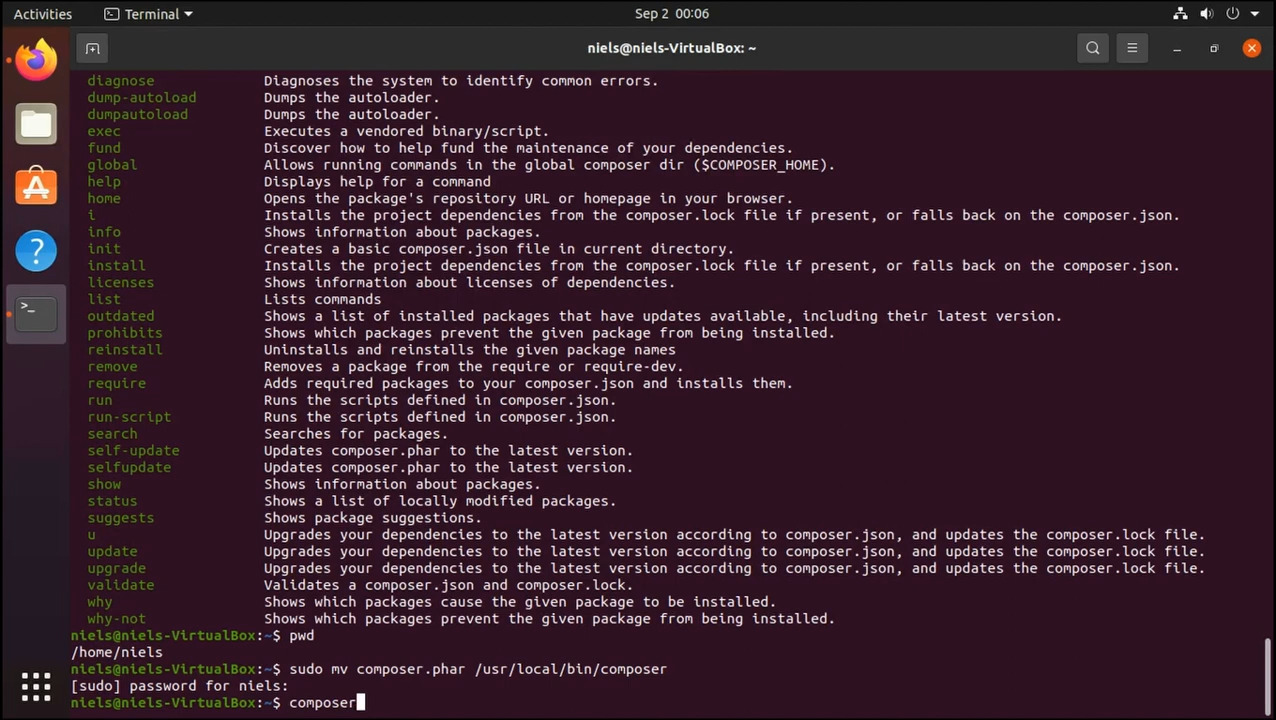 Activities Terminal Sep 2 00:06
niels@niels-VirtualBox: ~
diagnose Diagnoses the system to identify common errors.
dump-autoload Dumps the autoloader.
dumpautoload Dumps the autoloader.
exec Executes a vendored binary/script.
fund Discover how to help fund the maintenance of your dependencies.
global Allows running commands in the global composer dir ($COMPOSER_HOME).
help Displays help for a command
home Opens the package's repository URL or homepage in your browser.
i Installs the project dependencies from the composer.lock file if present, or falls back on the composer.json.
info Shows information about packages.
init Creates a basic composer.json file in current directory.
install Installs the project dependencies from the composer.lock file if present, or falls back on the composer.json.
licenses Shows information about licenses of dependencies.
list Lists commands
outdated Shows a list of installed packages that have updates available, including their latest version.
prohibits Shows which packages prevent the given package from being installed.
reinstall Uninstalls and reinstalls the given package names
remove Removes a package from the require or require-dev.
require Adds required packages to your composer.json and installs them.
run Runs the scripts defined in composer.json.
run-script Runs the scripts defined in composer.json.
search Searches for packages.
self-update Updates composer.phar to the latest version.
selfupdate Updates composer.phar to the latest version.
show Shows information about packages.
status Shows a list of locally modified packages.
suggests Shows package suggestions.
u Upgrades your dependencies to the latest version according to composer.json, and updates the composer.lock file.
update Upgrades your dependencies to the latest version according to composer.json, and updates the composer.lock file.
upgrade Upgrades your dependencies to the latest version according to composer.json, and updates the composer.lock file.
validate Validates a composer.json and composer.lock.
why Shows which packages cause the given package to be installed.
why-not Shows which packages prevent the given package from being installed.
niels@niels-VirtualBox:~$ pwd
/home/niels
niels@niels-VirtualBox:~$ sudo mv composer.phar /usr/local/bin/composer
[sudo] password for niels:
niels@niels-VirtualBox:~$ composer